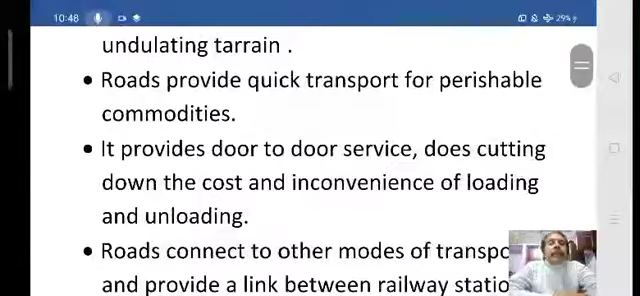 10:48
29%
undulating tarrain .
• Roads provide quick transport for perishable
commodities.
• It provides door to door service, does cutting
down the cost and inconvenience of loading
and unloading.
• Roads connect to other modes of transpo
and provide a link between railway statio